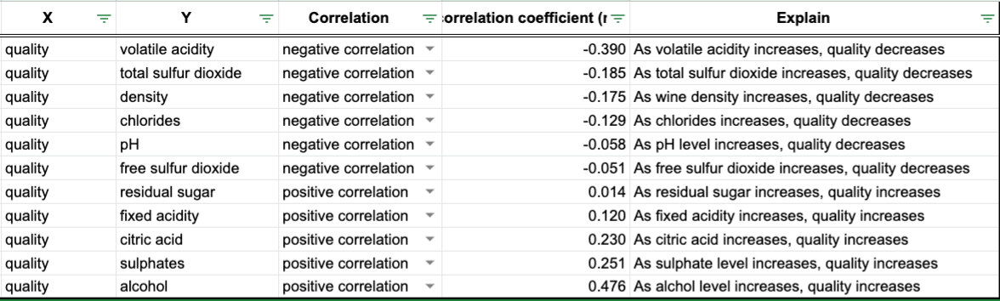 X Y Correlation correlation coefficient (r Explain
quality volatile acidity negative correlation -0.390 As volatile acidity increases, quality decreases
quality total sulfur dioxide negative correlation -0.185 As total sulfur dioxide increases, quality decreases
quality density negative correlation -0.175 As wine density increases, quality decreases
quality chlorides negative correlation -0.129 As chlorides increases, quality decreases
quality pH negative correlation -0.058 As pH level increases, quality decreases
quality free sulfur dioxide negative correlation -0.051 As free sulfur dioxide increases, quality decreases
quality residual sugar positive correlation 0.014 As residual sugar increases, quality increases
quality fixed acidity positive correlation 0.120 As fixed acidity increases, quality increases
quality citric acid positive correlation 0.230 As citric acid increases, quality increases
quality sulphates positive correlation 0.251 As sulphate level increases, quality increases
quality alcohol positive correlation 0.476 As alchol level increases, quality increases